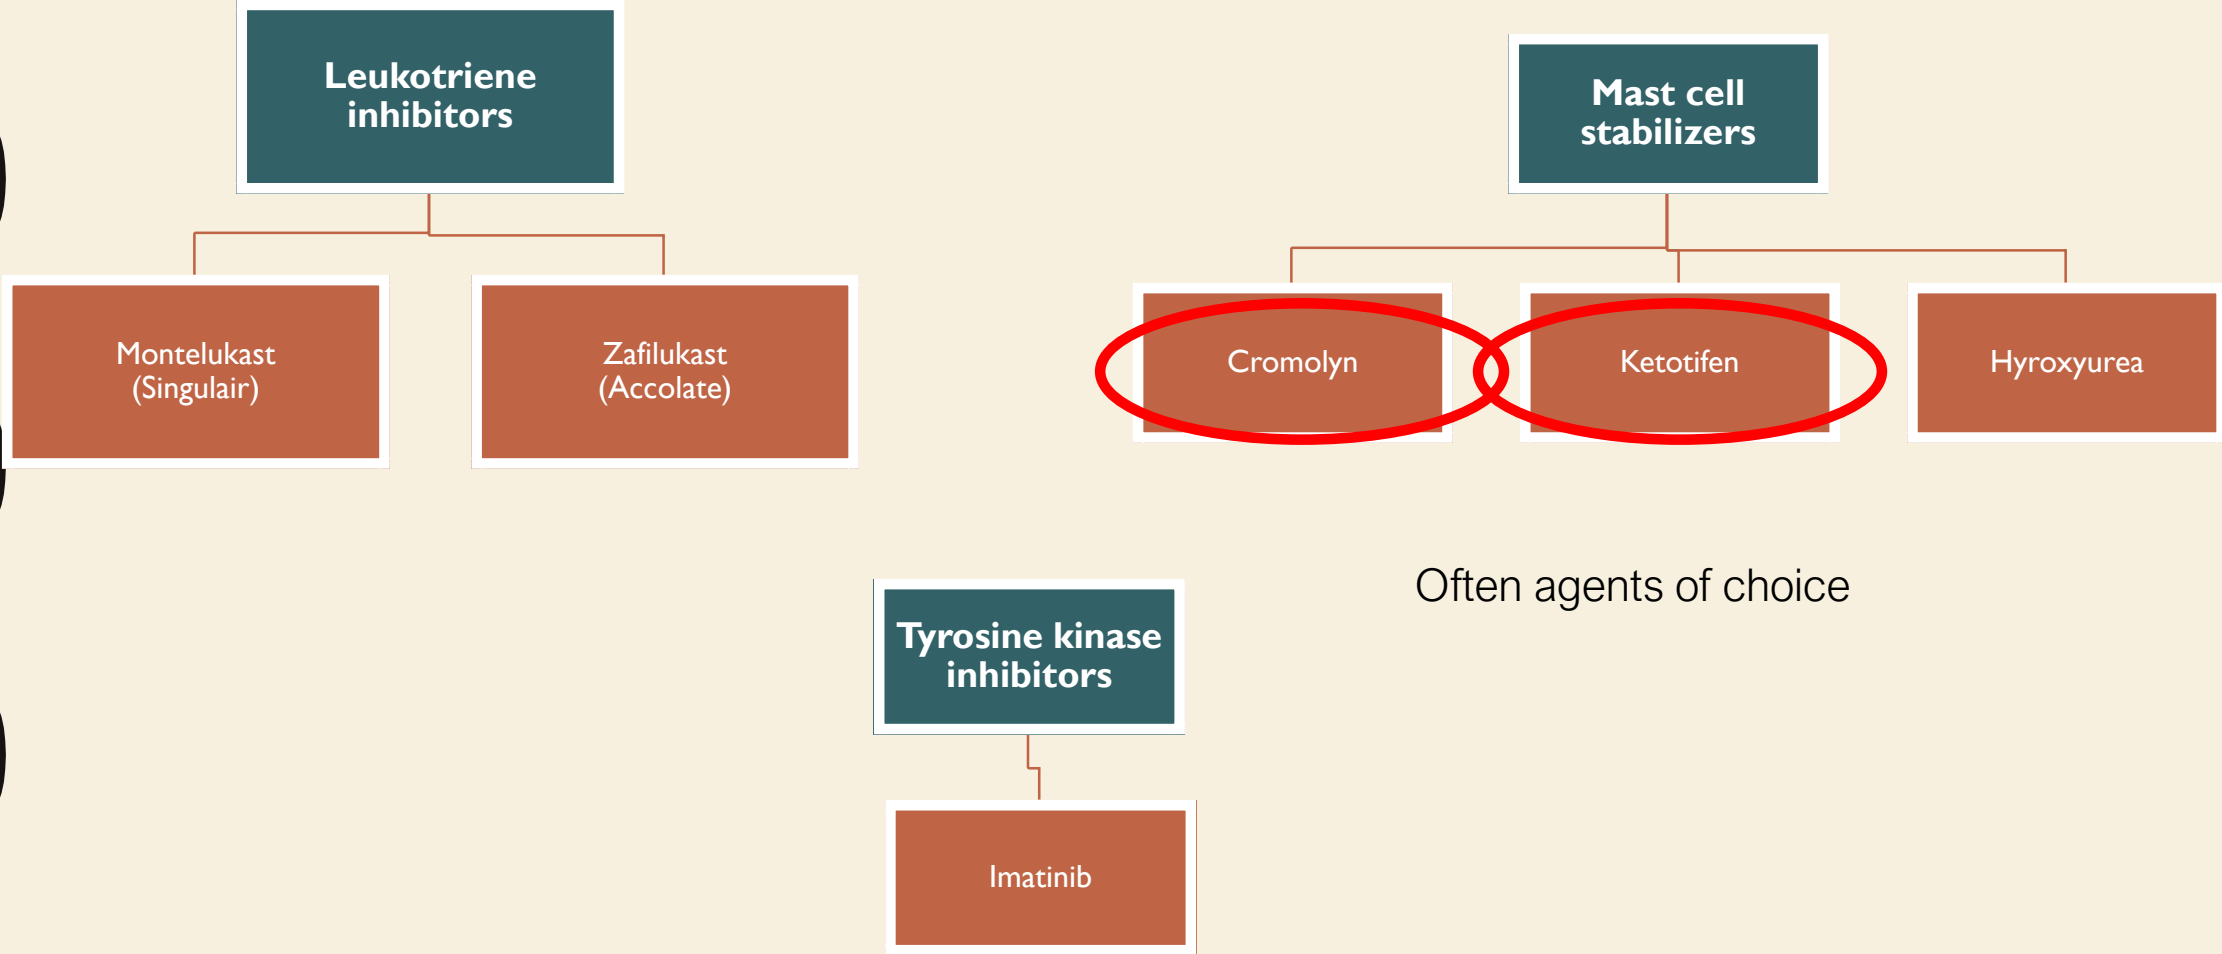 Leukotriene
inhibitors
Montelukast
(Singulair)
Zafilukast
(Accolate)
Mast cell
stabilizers
Cromolyn
Ketotifen
Hyroxyurea
Often agents of choice
Tyrosine kinase
inhibitors
Imatinib